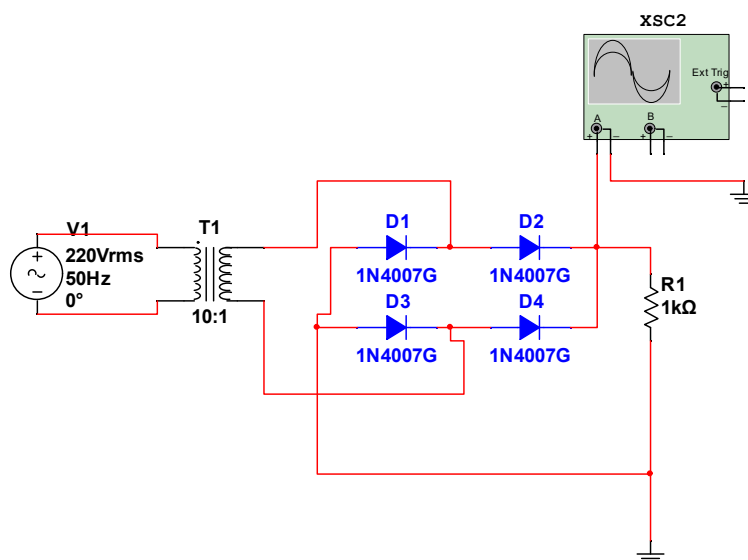 XSC2
Ext Trig
+
–
A
B
+
–
+
–
V1
220Vrms
50Hz
0°
+
–
T1
10:1
D1
1N4007G
D2
1N4007G
D3
1N4007G
D4
1N4007G
R1
1kΩ